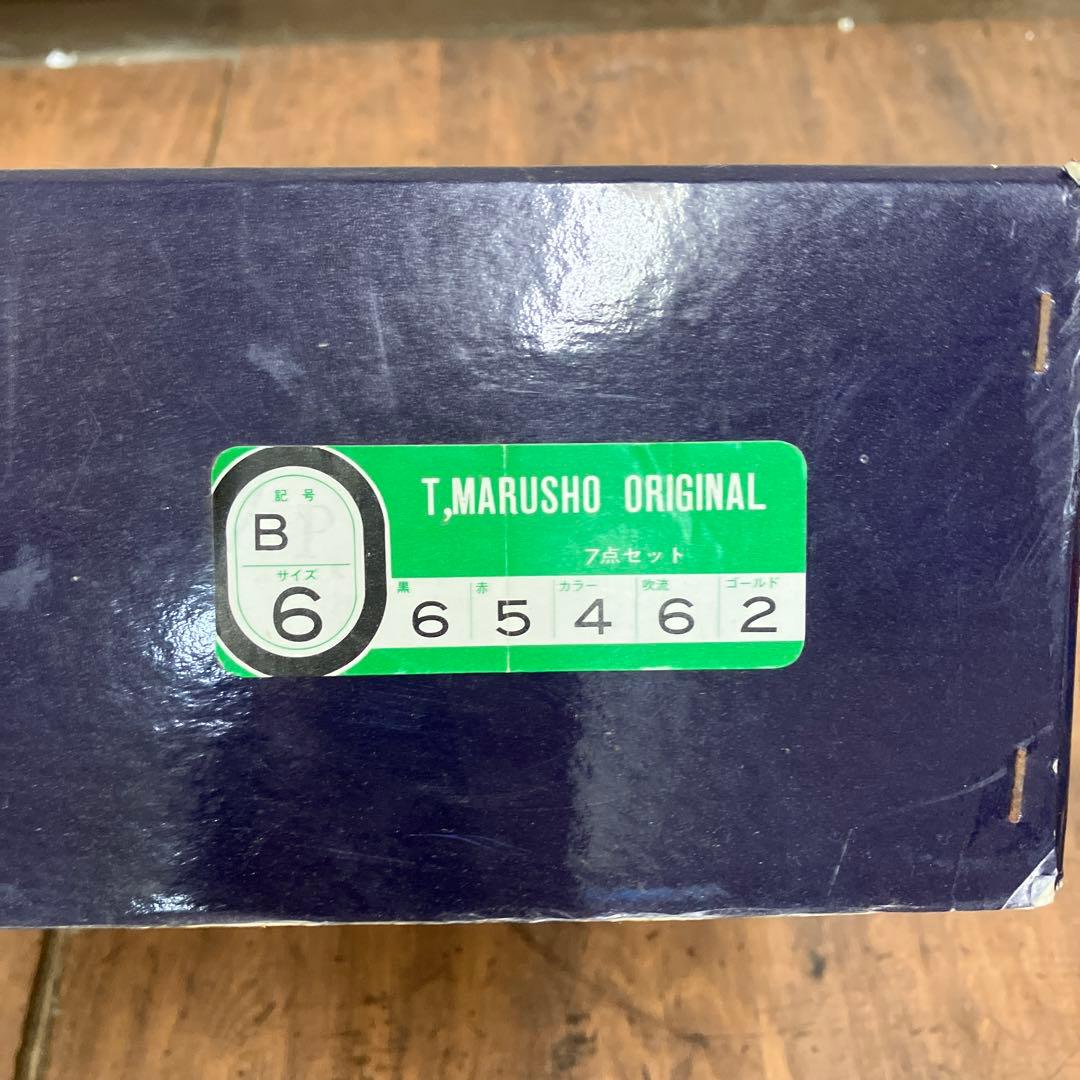 記号
B
サイズ
6
T,MARUSHO ORIGINAL
7点セット
黒 赤 カラー 吹流 ゴールド
6 5 4 6 2